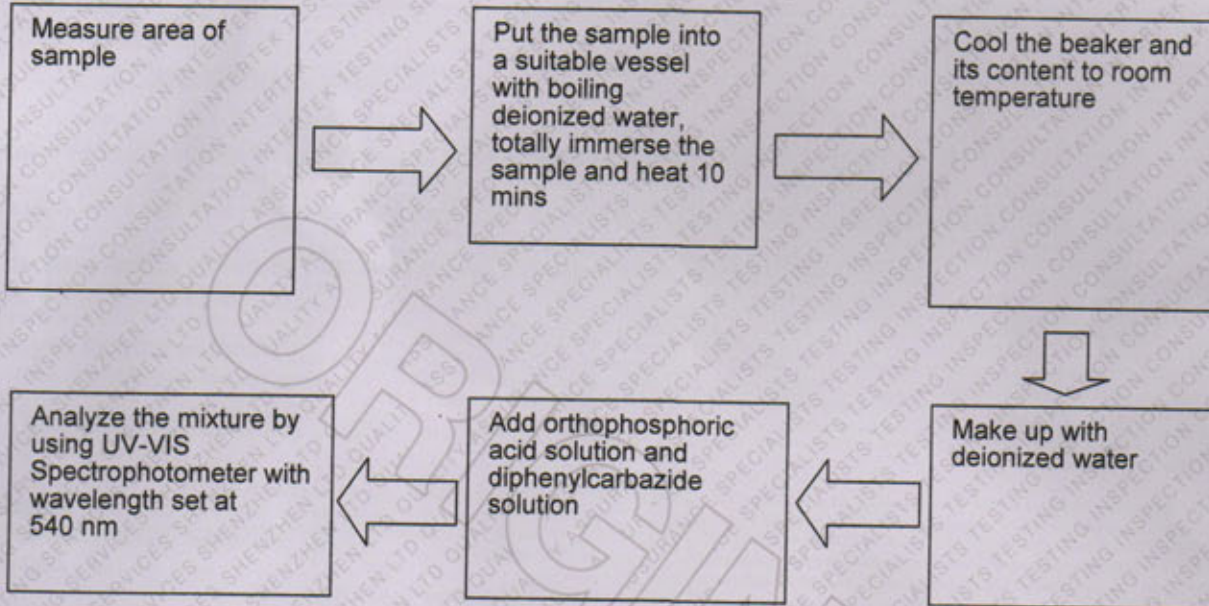 Measure area of
sample
Put the sample into
a suitable vessel
with boiling
deionized water,
totally immerse the
sample and heat 10
mins
Cool the beaker and
its content to room
temperature
Make up with
deionized water
Add orthophosphoric
acid solution and
diphenylcarbazide
solution
Analyze the mixture by
using UV-VIS
Spectrophotometer with
wavelength set at
540 nm